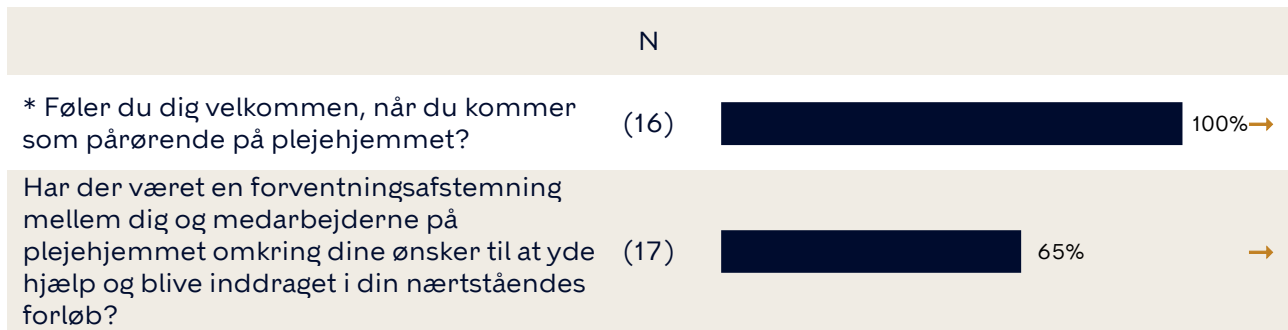 N
* Føler du dig velkommen, når du kommer
som pårørende på plejehjemmet?
(16)
100%→
Har der været en forventningsafstemning
mellem dig og medarbejderne på
plejehjemmet omkring dine ønsker til at yde
hjælp og blive inddraget i din nærtståendes
forløb?
(17)
65%
→